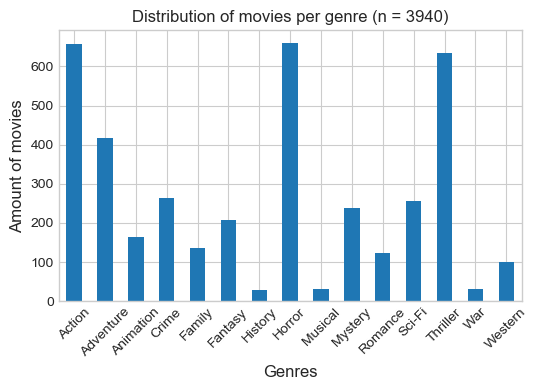 Distribution of movies per genre (n = 3940)
Amount of movies
600
500
400
300
200
100
0
Action
Adventure
Animation
Crime
Family
Fantasy
History
Horror
Musical
Mystery
Romance
Sci-Fi
Thriller
War
Western
Genres